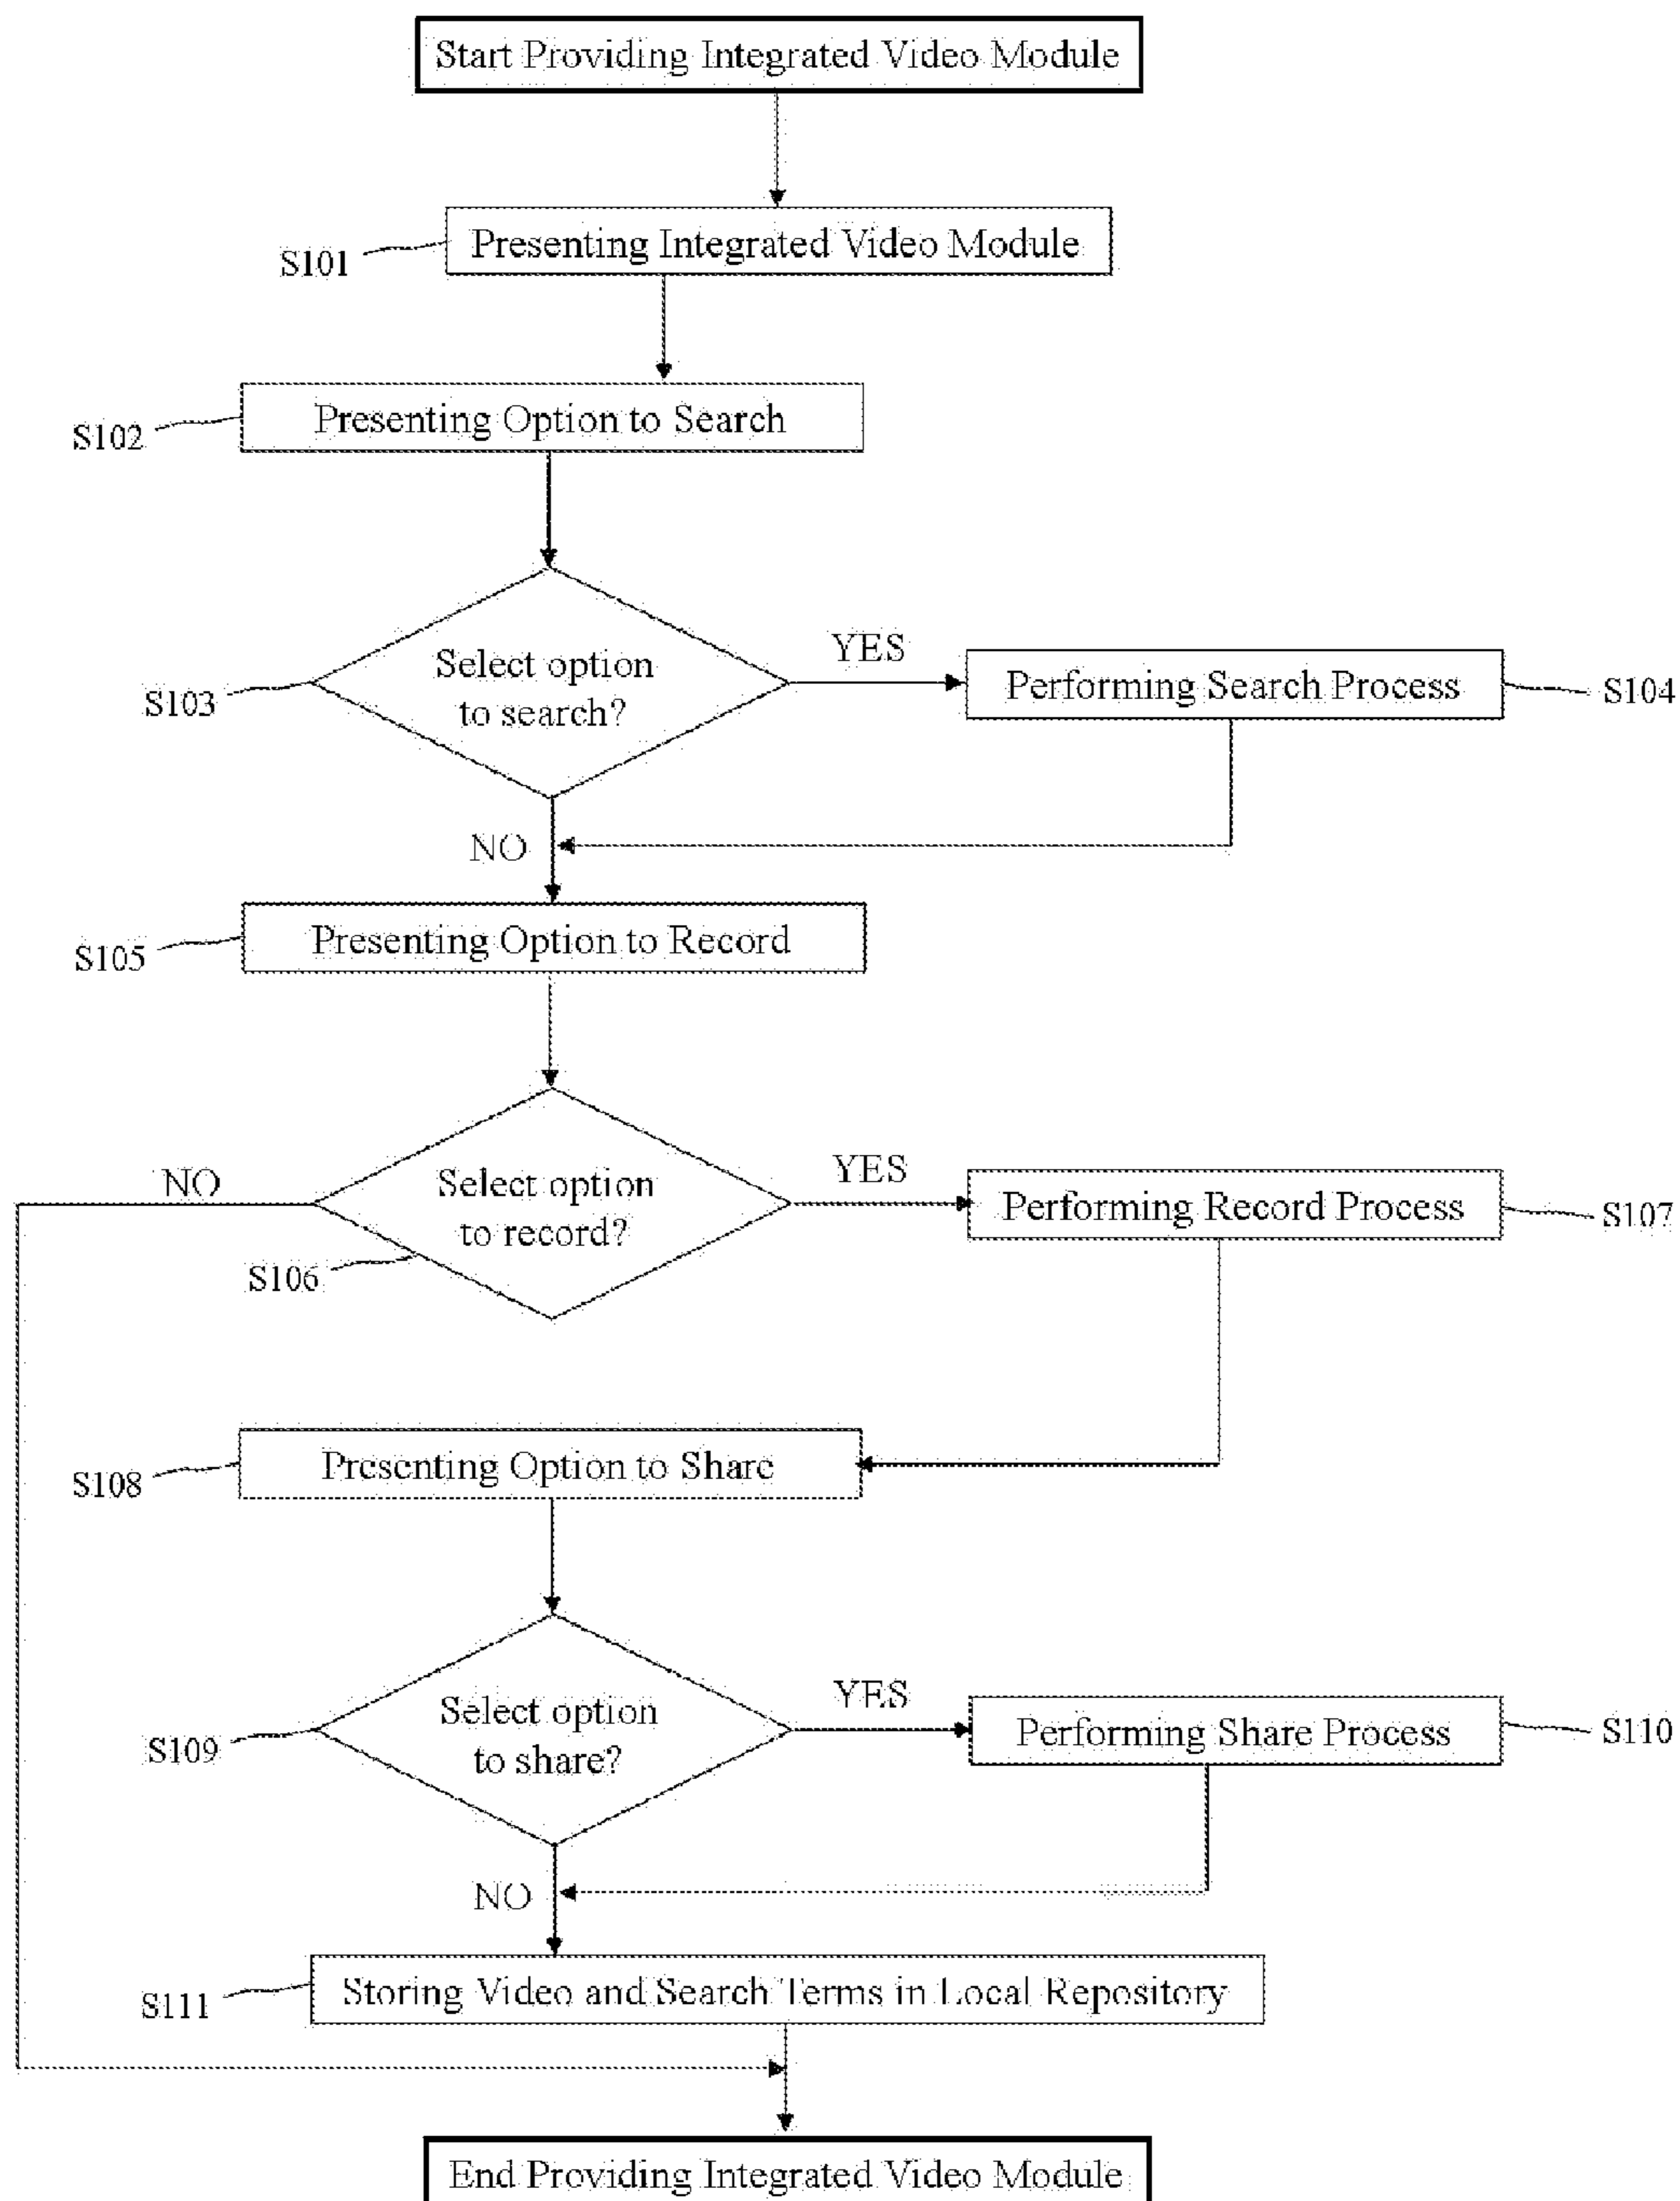 Start Providing Integrated Video Module
Presenting Integrated Video Module
S101
Presenting Option to Search
S102
Select option
to search?
S103
YES
Performing Search Process
S104
NO
Presenting Option to Record
S105
NO
Select option
to record?
S106
YES
Performing Record Process
S107
Presenting Option to Share
S108
Select option
to share?
S109
YES
Performing Share Process
S110
NO
Storing Video and Search Terms in Local Repository
S111
End Providing Integrated Video Module